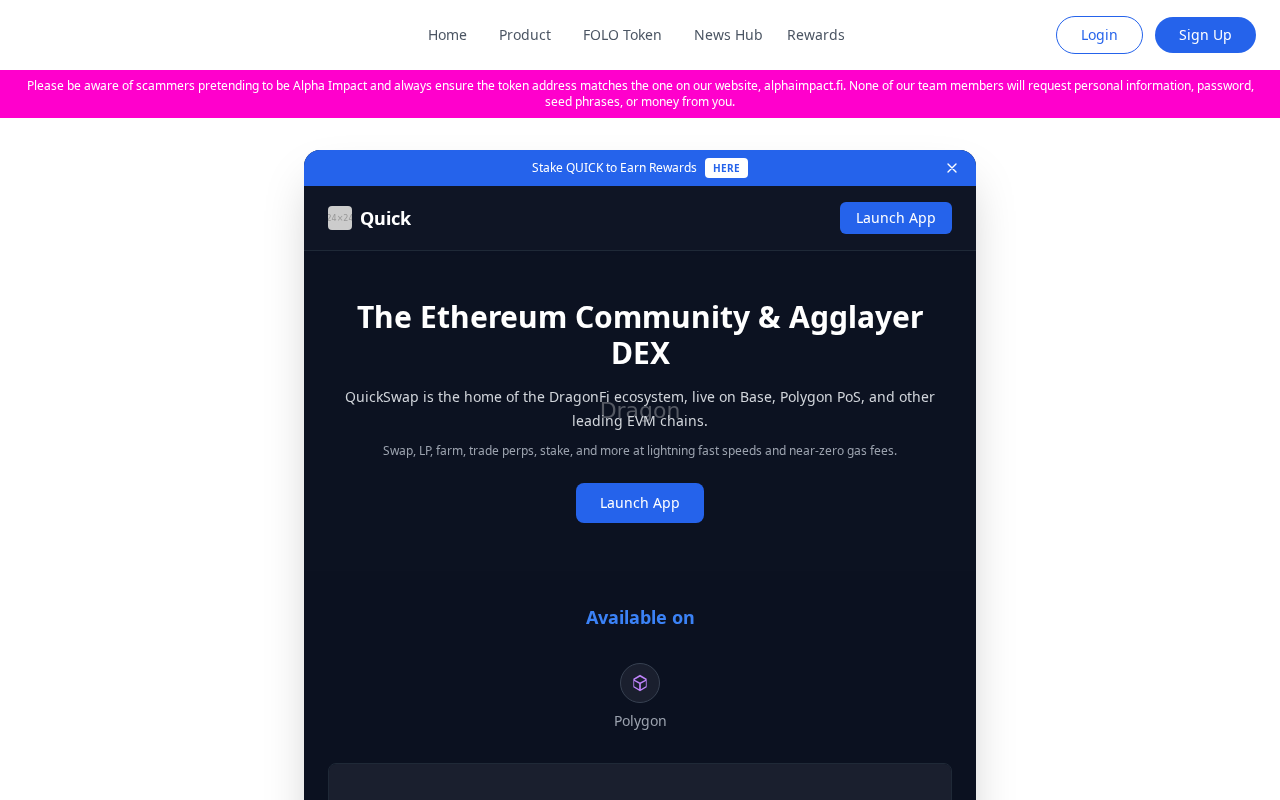 Home Product FOLO Token News Hub Rewards Login Sign Up
Please be aware of scammers pretending to be Alpha Impact and always ensure the token address matches the one on our website, alphaimpact.fi. None of our team members will request personal information, password,
seed phrases, or money from you.
Stake QUICK to Earn Rewards HERE
24×24 Quick Launch App
The Ethereum Community & Agglayer
DEX
QuickSwap is the home of the DragonFi ecosystem, live on Base, Polygon PoS, and other
Dragon
leading EVM chains.
Swap, LP, farm, trade perps, stake, and more at lightning fast speeds and near-zero gas fees.
Launch App
Available on
Polygon